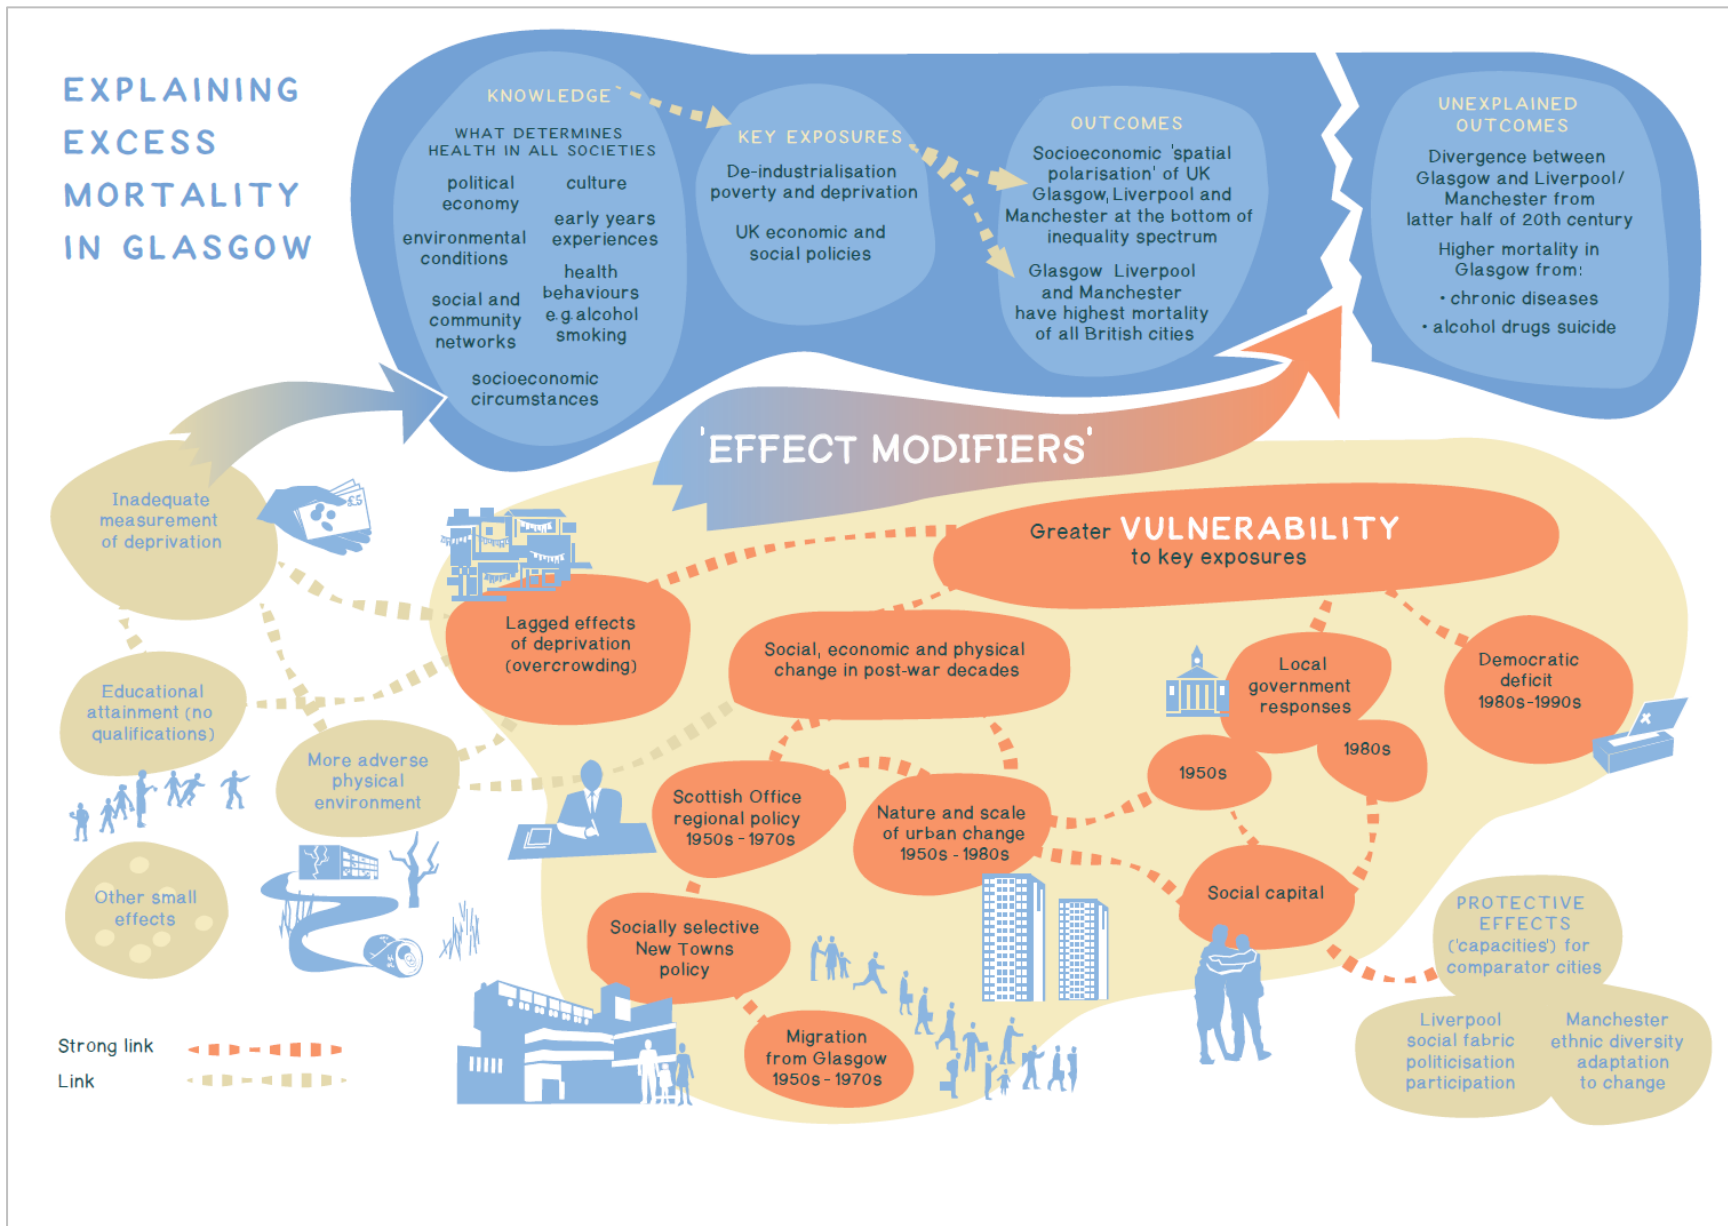 EXPLAINING
EXCESS
MORTALITY
IN GLASGOW
KNOWLEDGE
WHAT DETERMINES
HEALTH IN ALL SOCIETIES
political
economy
culture
early years
experiences
environmental
conditions
health
behaviours
e.g. alcohol
smoking
social and
community
networks
socioeconomic
circumstances
KEY EXPOSURES
De-industrialisation
poverty and deprivation
UK economic and
social policies
OUTCOMES
Socioeconomic 'spatial
polarisation' of UK
Glasgow, Liverpool and
Manchester at the bottom of
inequality spectrum
Glasgow Liverpool
and Manchester
have highest mortality
of all British cities
UNEXPLAINED
OUTCOMES
Divergence between
Glasgow and Liverpool/
Manchester from
latter half of 20th century
Higher mortality in
Glasgow from:
• chronic diseases
• alcohol drugs suicide
'EFFECT MODIFIERS'
Inadequate
measurement
of deprivation
£5
Greater VULNERABILITY
to key exposures
Lagged effects
of deprivation
(overcrowding)
Social, economic and physical
change in post-war decades
Local
government
responses
Democratic
deficit
1980s-1990s
1950s
1980s
Educational
attainment (no
qualifications)
More adverse
physical
environment
Scottish Office
regional policy
1950s - 1970s
Nature and scale
of urban change
1950s - 1980s
Other small
effects
Social capital
Socially selective
New Towns
policy
Migration
from Glasgow
1950s - 1970s
PROTECTIVE
EFFECTS
('capacities') for
comparator cities
Liverpool
social fabric
politicisation
participation
Manchester
ethnic diversity
adaptation
to change
Strong link
Link